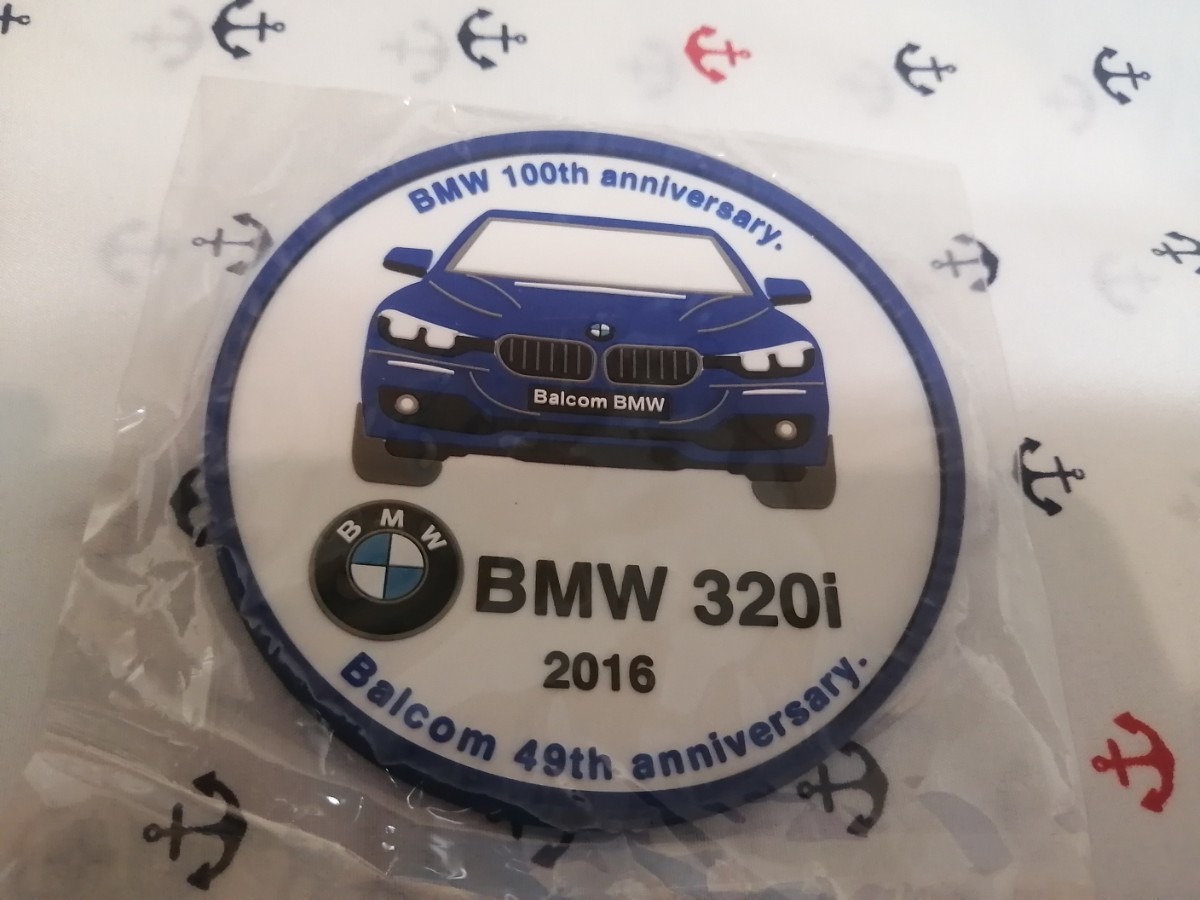 BMW 100th anniversary.
Balcom BMW
BMW
BMW 320i
2016
Balcom 49th anniversary.